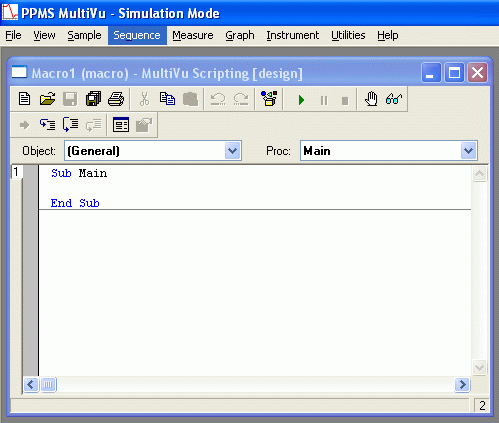 PPMS MultiVu - Simulation Mode
File View Sample Sequence Measure Graph Instrument Utilities Help
Macro1 (macro) - MultiVu Scripting [design]
Object: (General) Proc: Main
1
Sub Main
End Sub
2